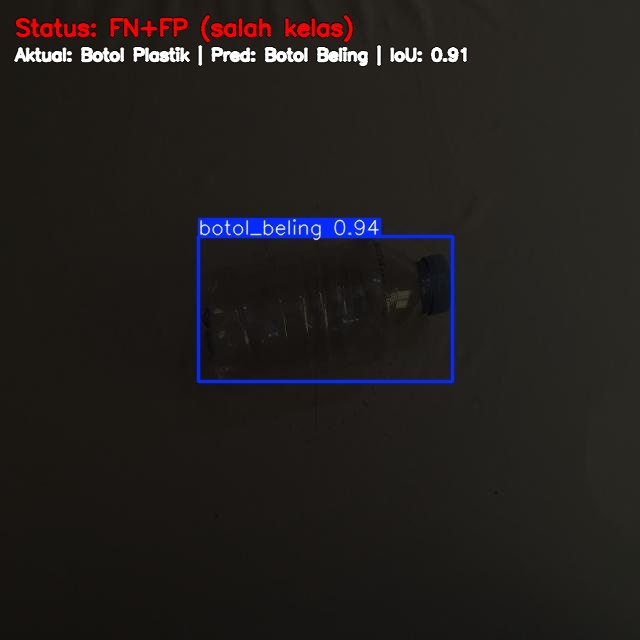 Status: FN+FP (salah kelas)
Aktual: Botol Plastik | Pred: Botol Beling | IoU: 0.91
botol_beling 0.94